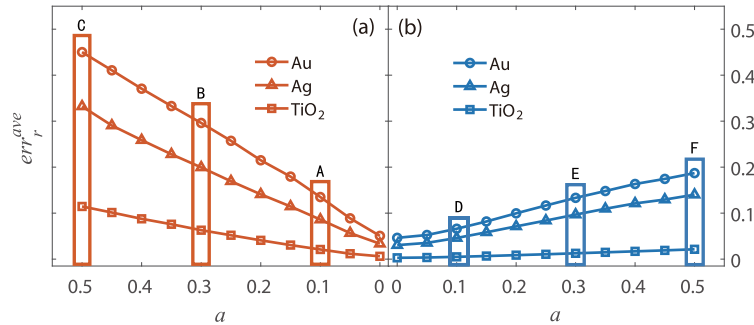 C
(a)
(b)
0.5
B
Au
Ag
TiO₂
Au
Ag
TiO₂
0.4
0.3
err_r^ave
A
D
E
F
0.2
0.1
0
0.5 0.4 0.3 0.2 0.1 0
0 0.1 0.2 0.3 0.4 0.5
a
a